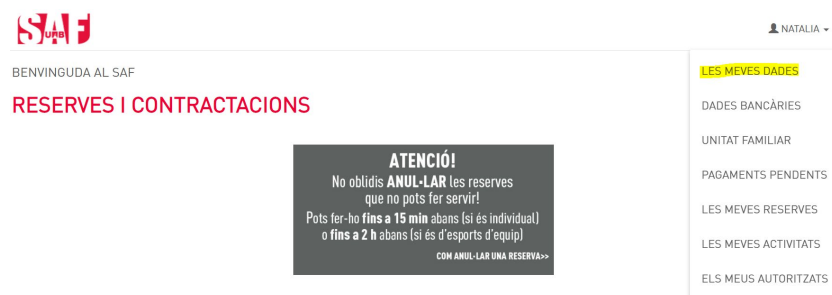 SAF
UAB
NATALIA
BENVINGUDA AL SAF
RESERVES I CONTRACTACIONS
ATENCIÓ!
No oblidis ANUL·LAR les reserves
que no pots fer servir!
Pots fer-ho fins a 15 min abans (si és individual)
o fins a 2 h abans (si és d'esports d'equip)
COM ANUL·LAR UNA RESERVA>>
LES MEVES DADES
DADES BANCÀRIES
UNITAT FAMILIAR
PAGAMENTS PENDENTS
LES MEVES RESERVES
LES MEVES ACTIVITATS
ELS MEUS AUTORITZATS